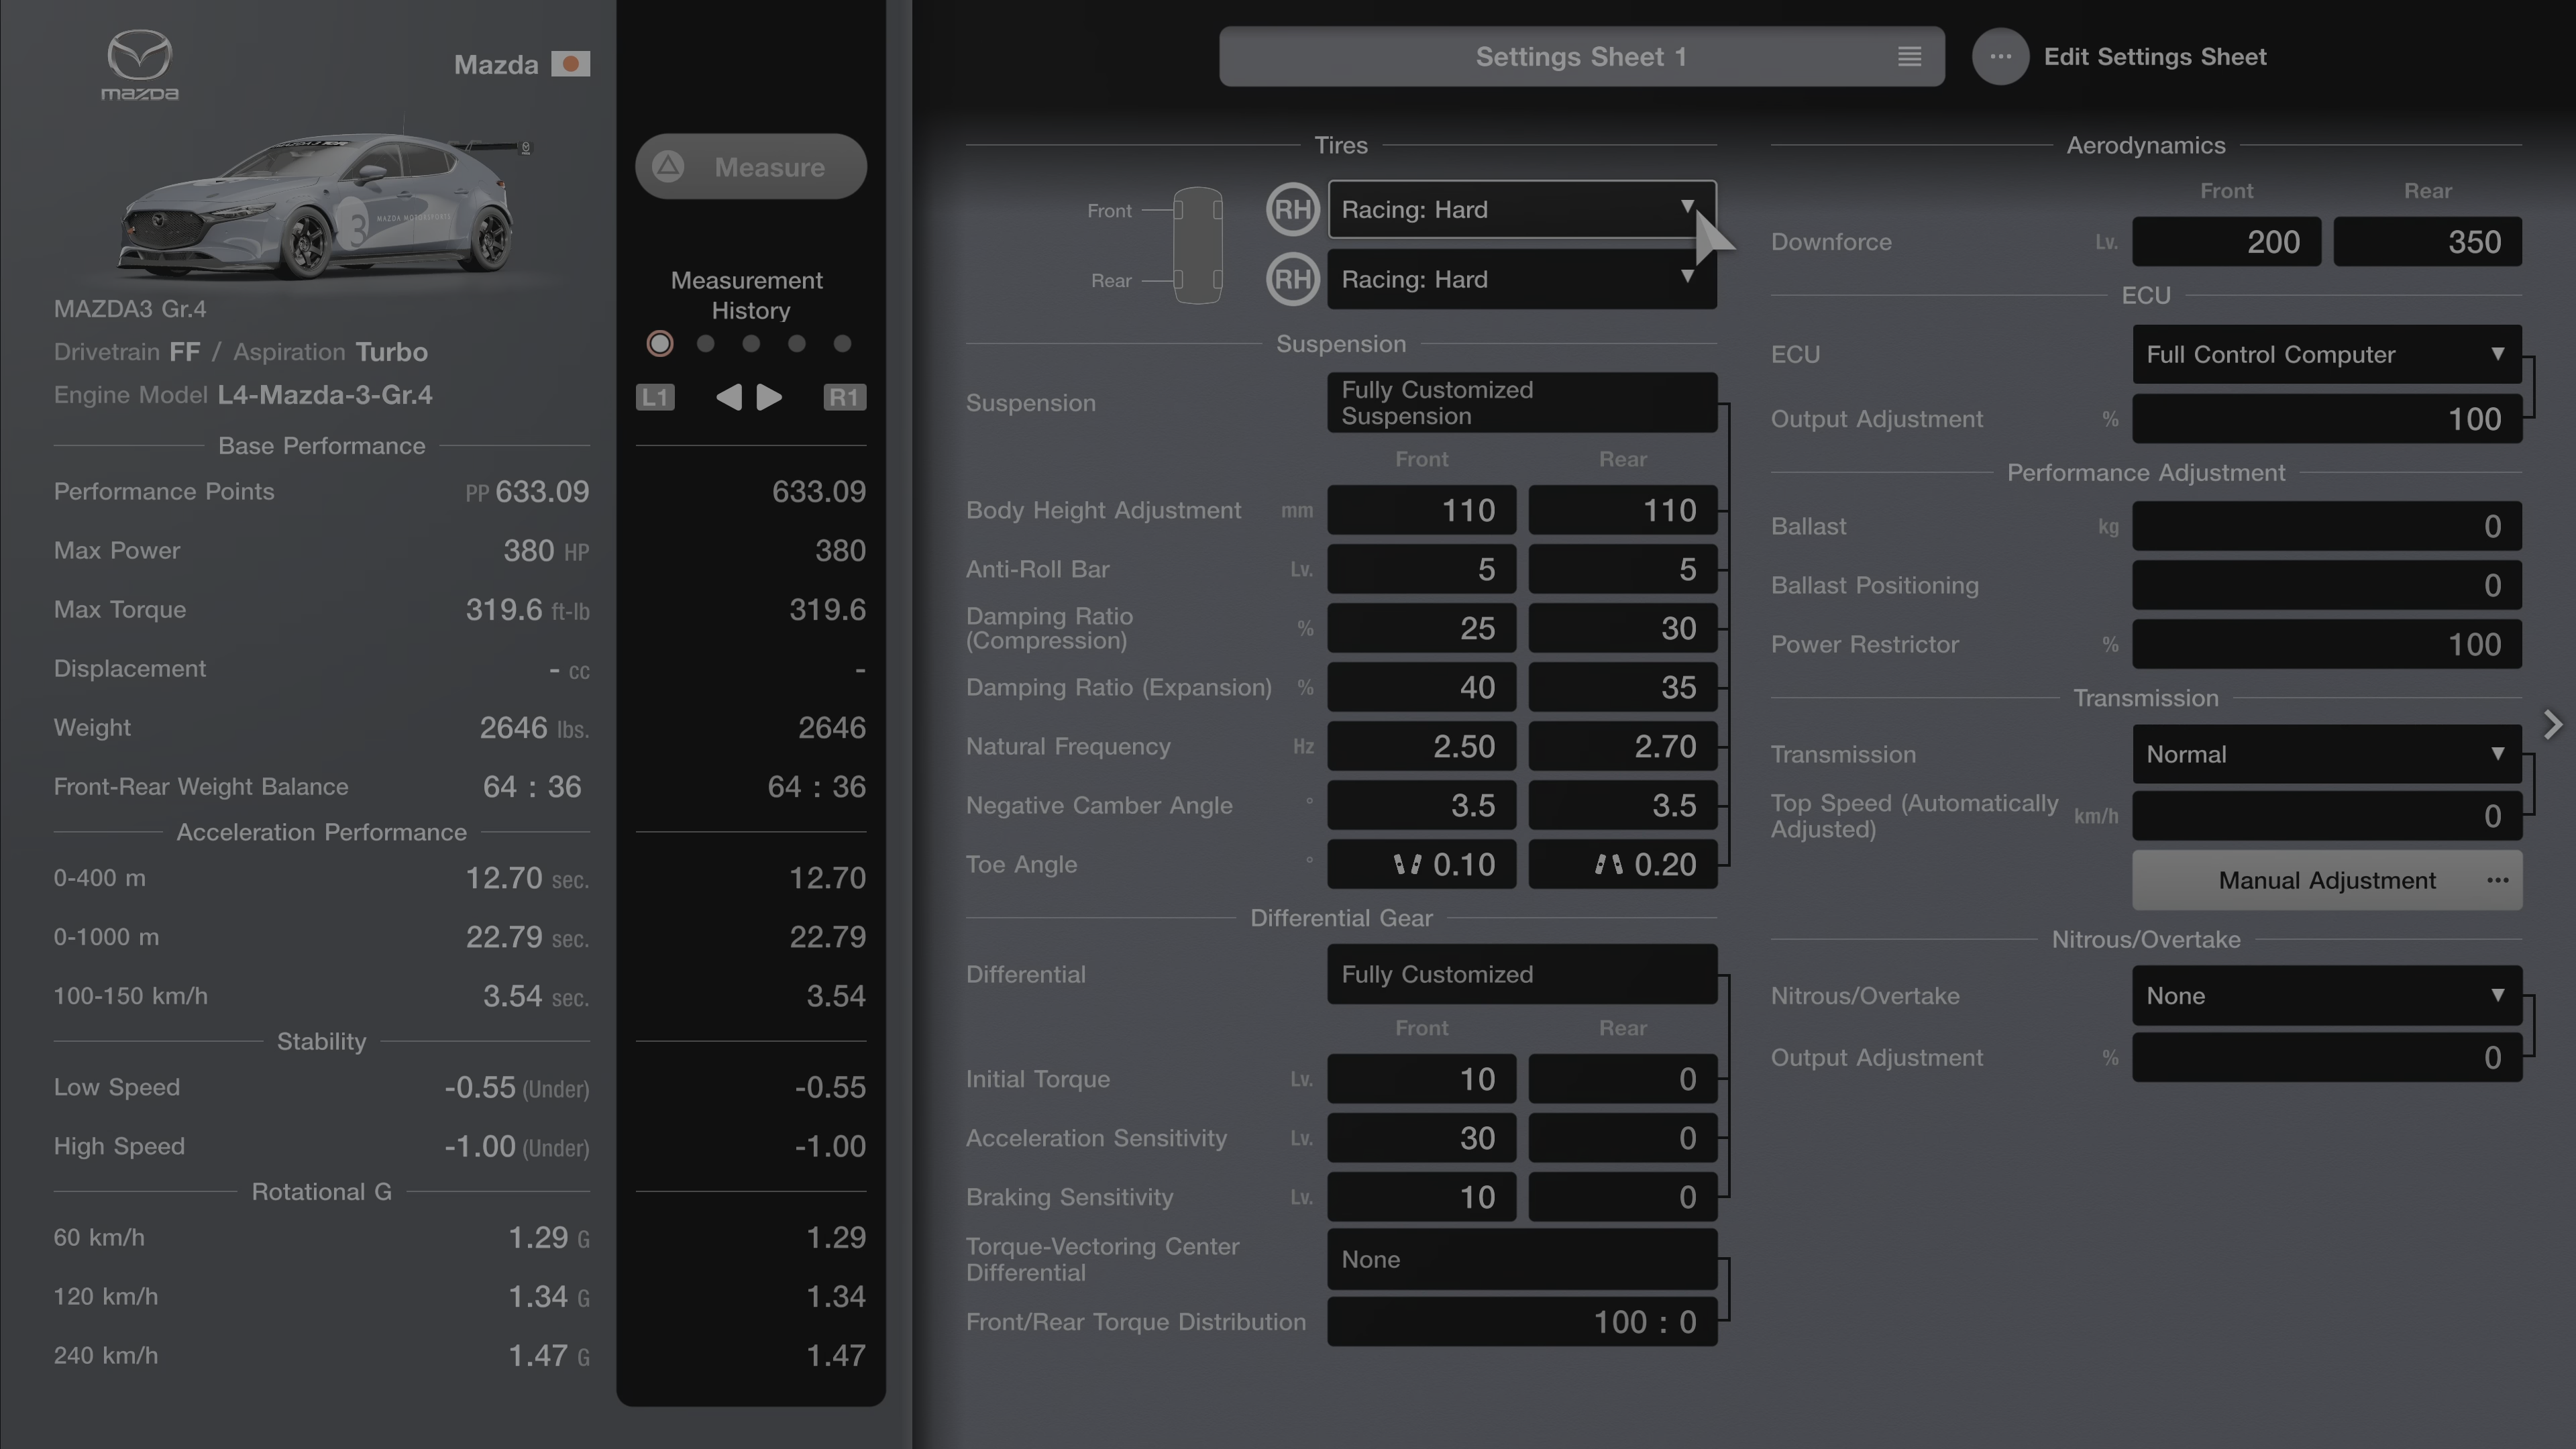 Settings Sheet 1
Edit Settings Sheet
mazda
Mazda
MAZDA MOTORSPORTS
3
MAZDA3 Gr.4
Drivetrain FF / Aspiration Turbo
Engine Model L4-Mazda-3-Gr.4
Base Performance
Performance Points PP 633.09
Max Power 380 HP
Max Torque 319.6 ft-lb
Displacement - cc
Weight 2646 lbs.
Front-Rear Weight Balance 64 : 36
Acceleration Performance
0-400 m 12.70 sec.
0-1000 m 22.79 sec.
100-150 km/h 3.54 sec.
Stability
Low Speed -0.55 (Under)
High Speed -1.00 (Under)
Rotational G
60 km/h 1.29 G
120 km/h 1.34 G
240 km/h 1.47 G
Measure
Measurement
History
L1 R1
633.09
380
319.6
-
2646
64 : 36
12.70
22.79
3.54
-0.55
-1.00
1.29
1.34
1.47
Tires
Front RH Racing: Hard
Rear RH Racing: Hard
Suspension
Suspension Fully Customized
Suspension
Front Rear
Body Height Adjustment mm 110 110
Anti-Roll Bar Lv. 5 5
Damping Ratio
(Compression) % 25 30
Damping Ratio (Expansion) % 40 35
Natural Frequency Hz 2.50 2.70
Negative Camber Angle ° 3.5 3.5
Toe Angle ° 0.10 0.20
Differential Gear
Differential Fully Customized
Front Rear
Initial Torque Lv. 10 0
Acceleration Sensitivity Lv. 30 0
Braking Sensitivity Lv. 10 0
Torque-Vectoring Center
Differential None
Front/Rear Torque Distribution 100 : 0
Aerodynamics
Front Rear
Downforce Lv. 200 350
ECU
ECU Full Control Computer
Output Adjustment % 100
Performance Adjustment
Ballast kg 0
Ballast Positioning 0
Power Restrictor % 100
Transmission
Transmission Normal
Top Speed (Automatically
Adjusted) km/h 0
Manual Adjustment
Nitrous/Overtake
Nitrous/Overtake None
Output Adjustment % 0